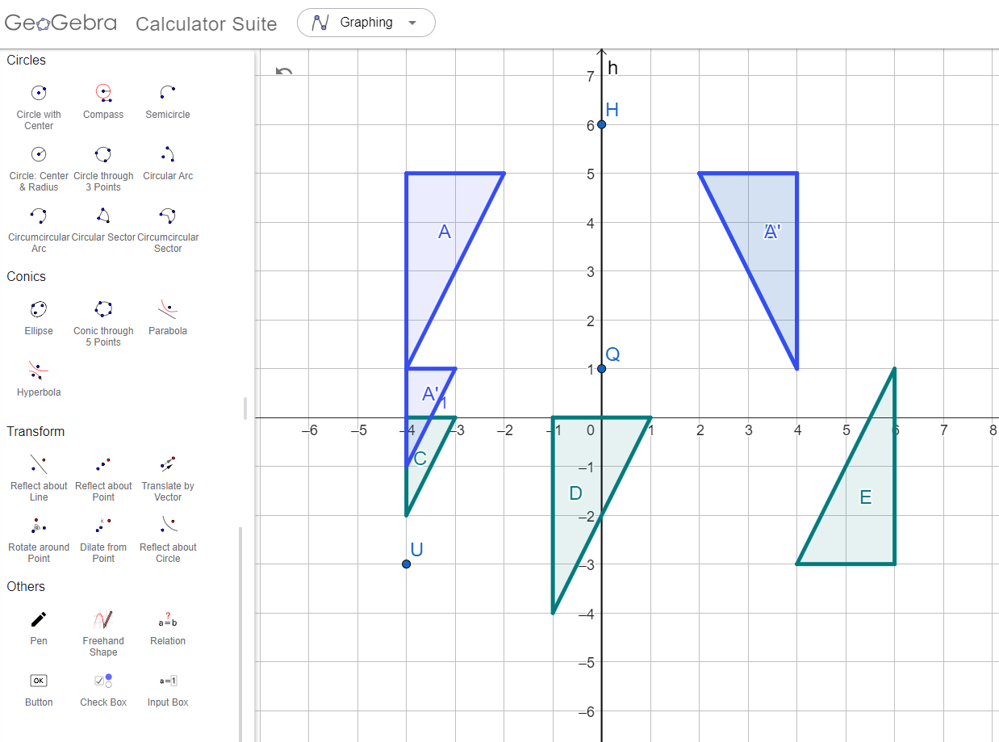 GeoGebra Calculator Suite Graphing
Circles
Circle with Center
Compass
Semicircle
Circle: Center & Radius
Circle through 3 Points
Circular Arc
Circumcircular Arc
Circular Sector
Circumcircular Sector
Conics
Ellipse
Conic through 5 Points
Parabola
Hyperbola
Transform
Reflect about Line
Reflect about Point
Translate by Vector
Rotate around Point
Dilate from Point
Reflect about Circle
Others
Pen
Freehand Shape
a=b
Relation
OK
Button
Check Box
a=1
Input Box
h
7
H
6
5
A
A'
4
3
2
Q
1
A'1
–6 –5 –4 –3 –2 –1 0 1 2 3 4 5 6 7 8
C
–1
D
E
–2
U
–3
–4
–5
–6